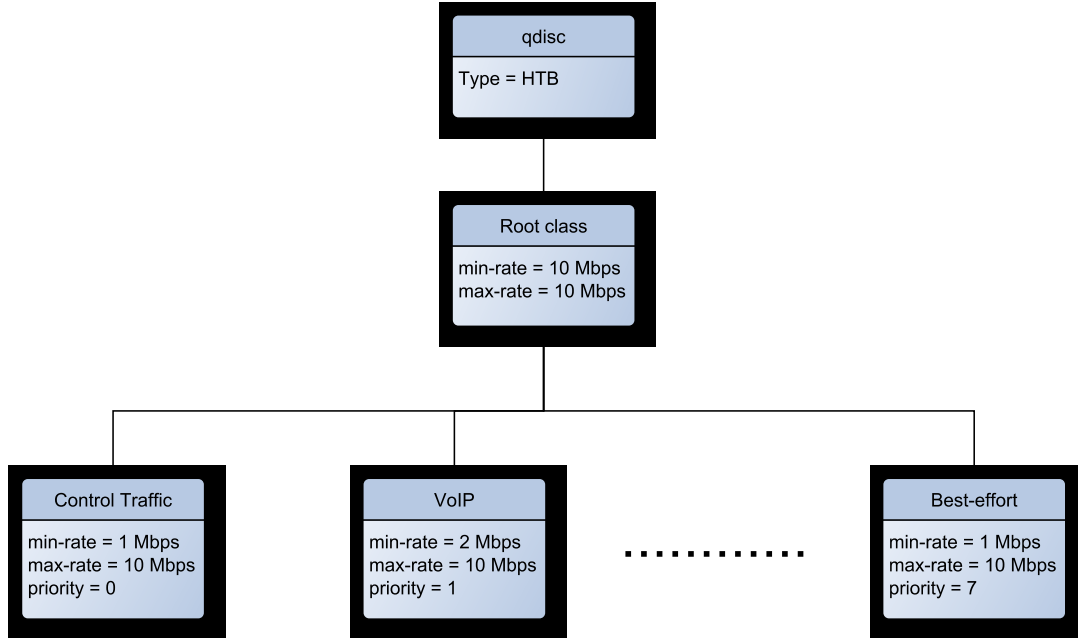 qdisc
Type = HTB
Root class
min-rate = 10 Mbps
max-rate = 10 Mbps
Control Traffic
min-rate = 1 Mbps
max-rate = 10 Mbps
priority = 0
VoIP
min-rate = 2 Mbps
max-rate = 10 Mbps
priority = 1
Best-effort
min-rate = 1 Mbps
max-rate = 10 Mbps
priority = 7